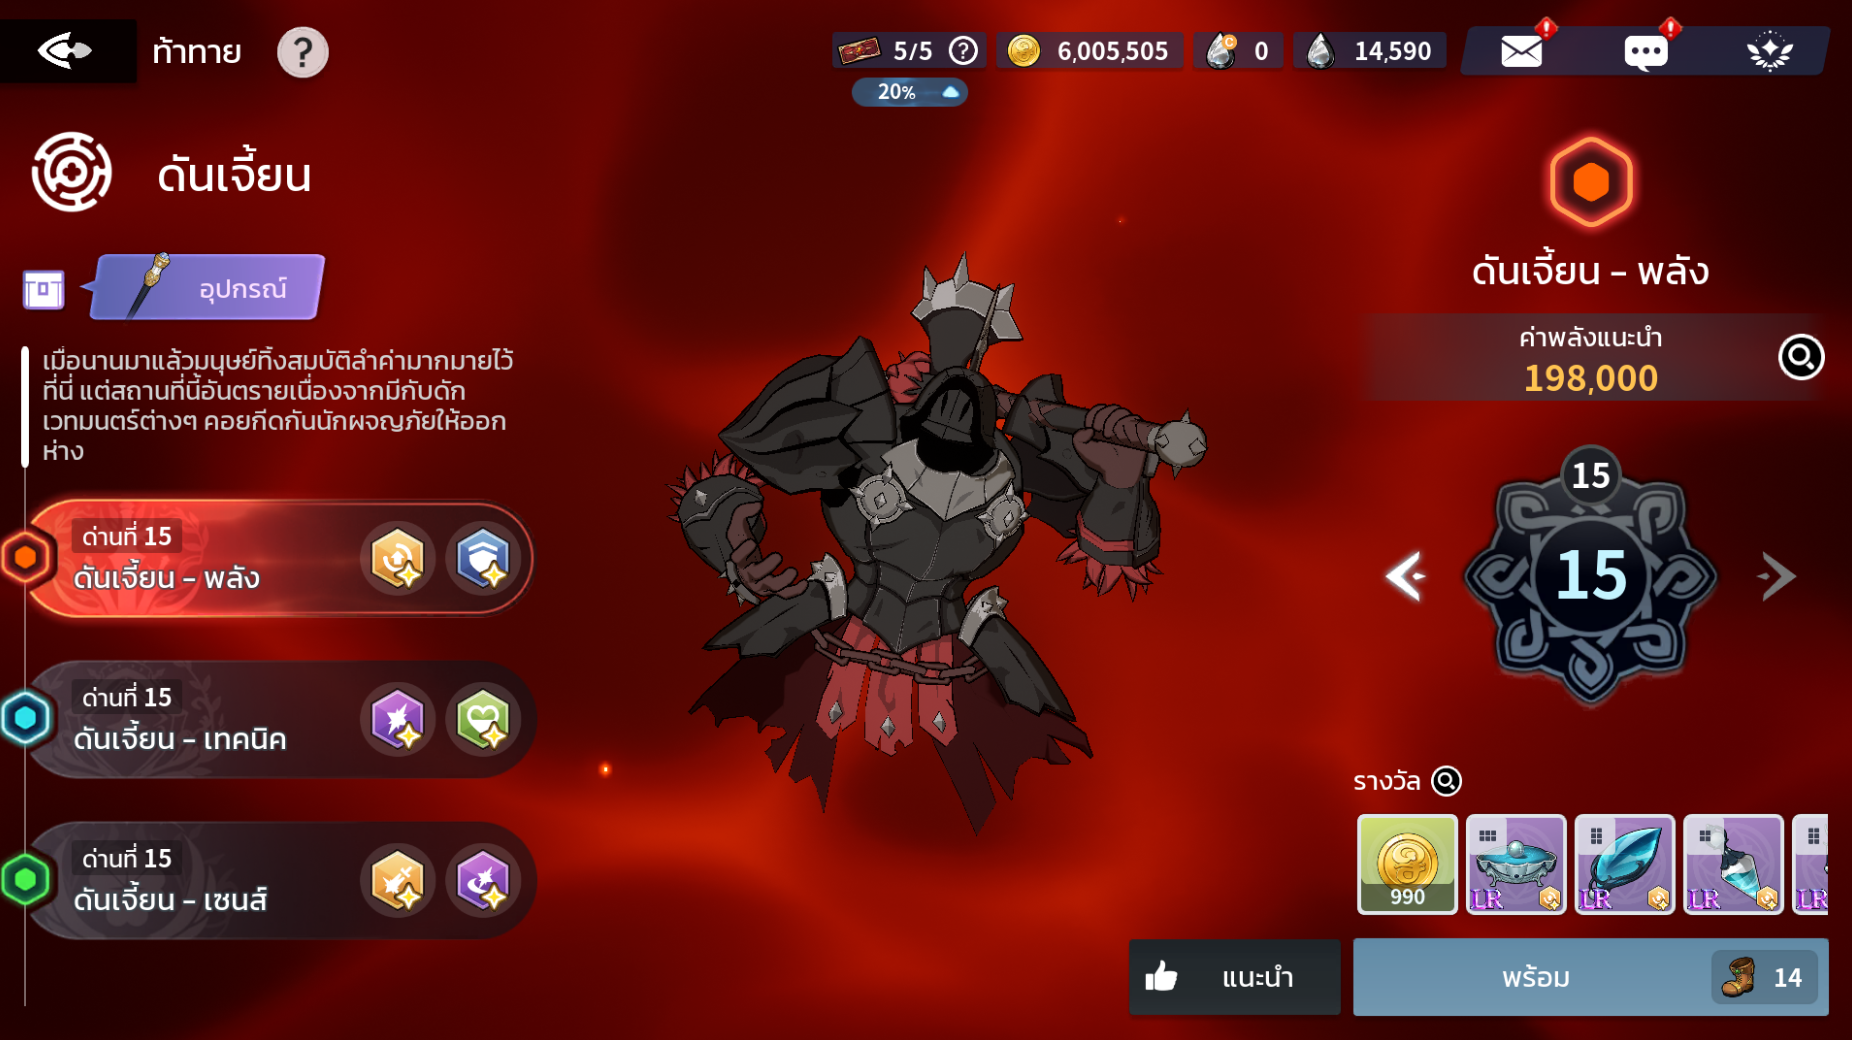 ท้าทาย
?
5/5
?
6,005,505
C
0
14,590
20%
ดันเจี้ยน
อุปกรณ์
เมื่อนานมาแล้วมนุษย์ทิ้งสมบัติล้ำค่ามากมายไว้
ที่นี่ แต่สถานที่นี้อันตรายเนื่องจากมีกับดัก
เวทมนตร์ต่างๆ คอยกีดกันนักผจญภัยให้ออก
ห่าง
ด่านที่ 15
ดันเจี้ยน - พลัง
ด่านที่ 15
ดันเจี้ยน - เทคนิค
ด่านที่ 15
ดันเจี้ยน - เซนส์
ดันเจี้ยน - พลัง
ค่าพลังแนะนำ
198,000
15
15
รางวัล
990
LR
LR
LR
LR
แนะนำ
พร้อม
14